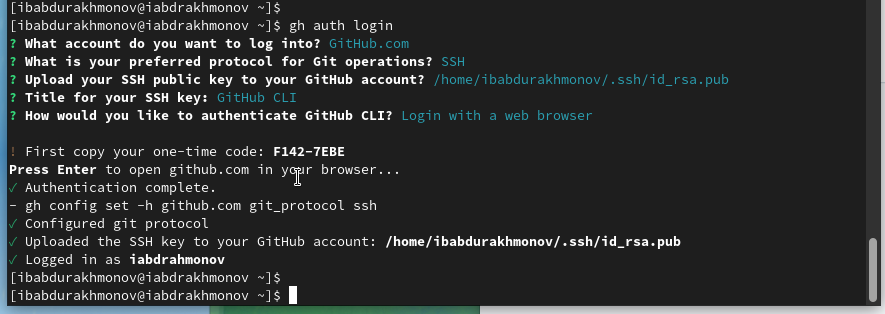 [ibabdurakhmonov@iabdrakhmonov ~]$
[ibabdurakhmonov@iabdrakhmonov ~]$ gh auth login
? What account do you want to log into? GitHub.com
? What is your preferred protocol for Git operations? SSH
? Upload your SSH public key to your GitHub account? /home/ibabdurakhmonov/.ssh/id_rsa.pub
? Title for your SSH key: GitHub CLI
? How would you like to authenticate GitHub CLI? Login with a web browser
! First copy your one-time code: F142-7EBE
Press Enter to open github.com in your browser...
✓ Authentication complete.
- gh config set -h github.com git_protocol ssh
✓ Configured git protocol
✓ Uploaded the SSH key to your GitHub account: /home/ibabdurakhmonov/.ssh/id_rsa.pub
✓ Logged in as iabdrahmonov
[ibabdurakhmonov@iabdrakhmonov ~]$
[ibabdurakhmonov@iabdrakhmonov ~]$